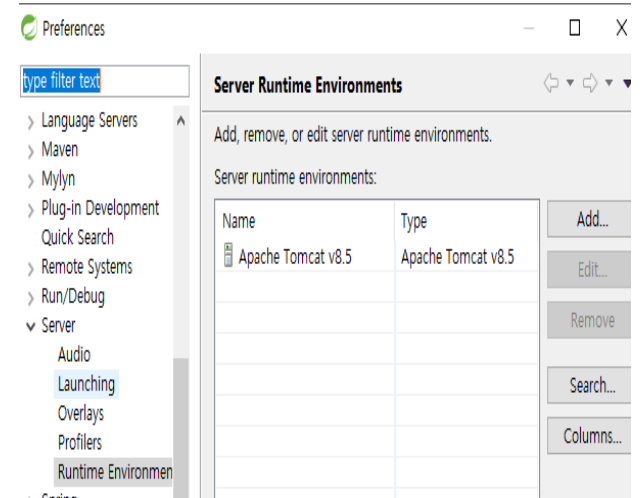 Preferences
type filter text
Language Servers
Maven
Mylyn
Plug-in Development
Quick Search
Remote Systems
Run/Debug
Server
Audio
Launching
Overlays
Profilers
Runtime Environmen
Spring
Server Runtime Environments
Add, remove, or edit server runtime environments.
Server runtime environments:
Name Type
Apache Tomcat v8.5 Apache Tomcat v8.5
Add...
Edit...
Remove
Search...
Columns...